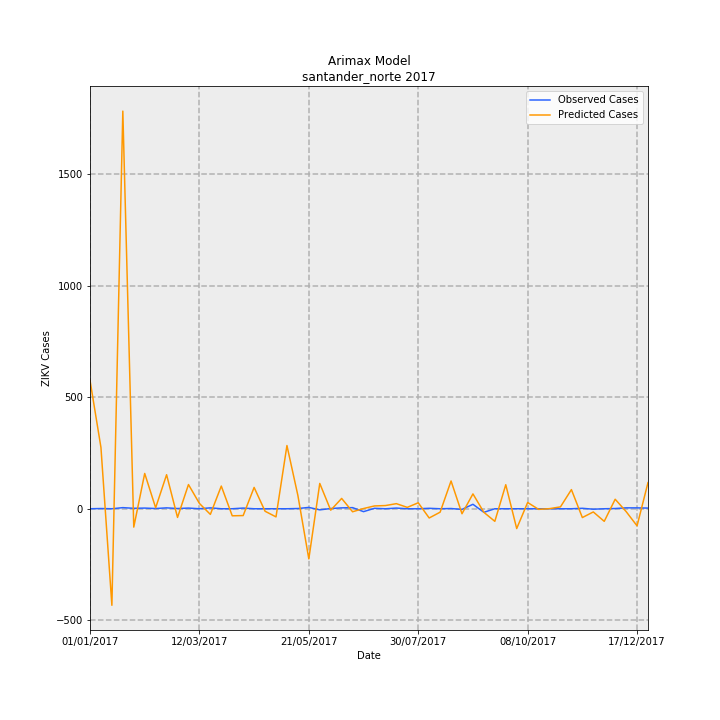 Arimax Model
santander_norte 2017
Observed Cases
Predicted Cases
ZIKV Cases
1500
1000
500
0
−500
01/01/2017
12/03/2017
21/05/2017
30/07/2017
08/10/2017
17/12/2017
Date